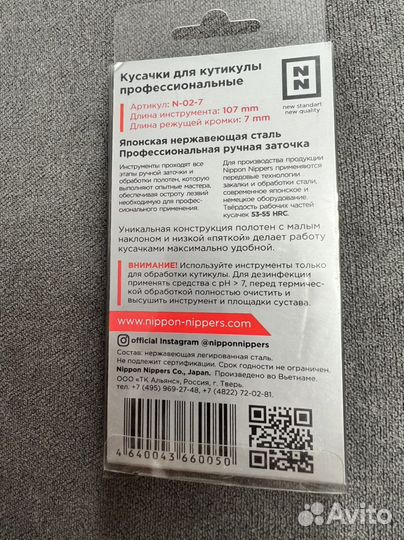 Кусачки для кутикулы
профессиональные
NN
new standart
new quality
Артикул: N-02-7
Длина инструмента: 107 mm
Длина режущей кромки: 7 mm
Японская нержавеющая сталь
Профессиональная ручная заточка
Инструменты проходят все
этапы ручной заточки и
обработки полотен, которую
выполняют опытные мастера,
обеспечивая остроту лезвий
необходимую для профес-
сионального применения.
Для производства продукции
Nippon Nippers применяются
передовые технологии
закалки и обработки стали,
современное японское и
немецкое оборудование.
Твёрдость рабочих частей
кусачек 53-55 HRC.
Уникальная конструкция полотен с малым
наклоном и низкой «пяткой» делает работу
кусачками максимально удобной.
ВНИМАНИЕ! Используйте инструменты только
для обработки кутикулы. Для дезинфекции
применять средства с pH > 7, перед термичес-
кой обработкой полностью очистить и
высушить инструмент и площадки сустава.
www.nippon-nippers.com
official Instagram @nipponnippers
Состав: нержавеющая легированная сталь.
Не подлежит сертификации. Срок годности не ограничен.
Nippon Nippers Co., Japan. Произведено во Вьетнаме.
ООО «ТК Альянс», Россия, г. Тверь.
тел. +7 (495) 969-27-48, +7 (4822) 72-02-81.
4 640043 660050
Avito